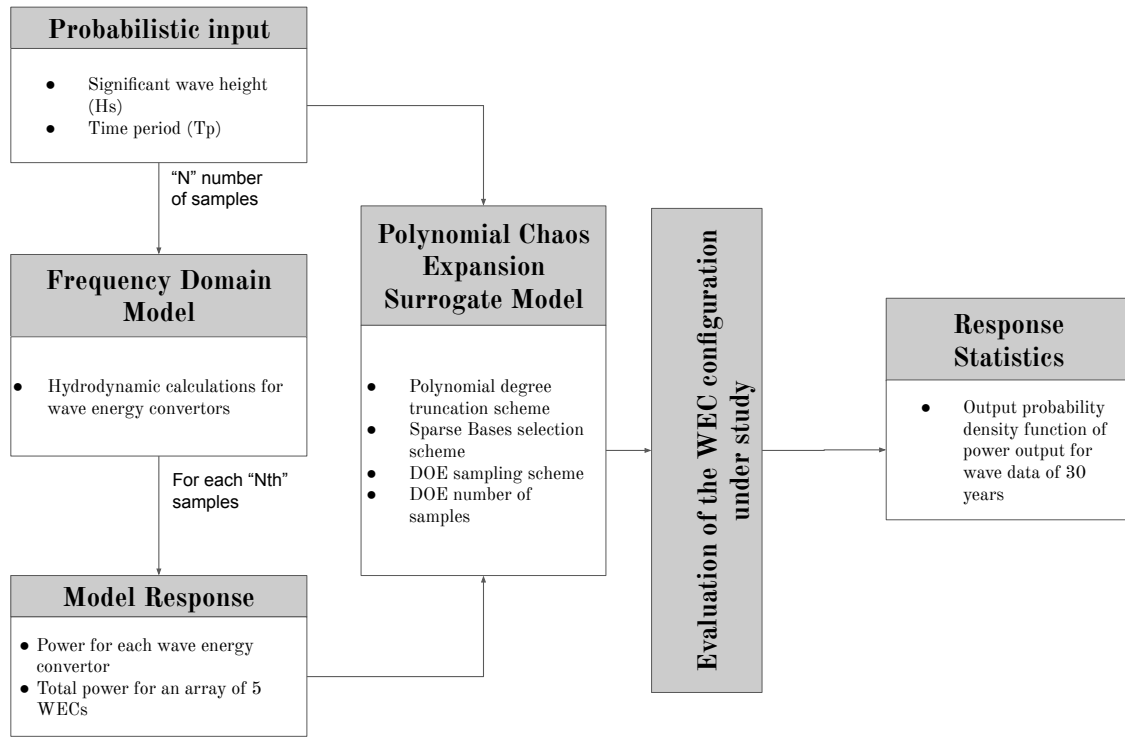 Probabilistic input
● Significant wave height
(Hs)
● Time period (Tp)
“N” number
of samples
Frequency Domain
Model
● Hydrodynamic calculations for
wave energy convertors
For each “Nth”
samples
Model Response
● Power for each wave energy
convertor
● Total power for an array of 5
WECs
Polynomial Chaos
Expansion
Surrogate Model
● Polynomial degree
truncation scheme
● Sparse Bases selection
scheme
● DOE sampling scheme
● DOE number of
samples
Evaluation of the WEC configuration
under study
Response
Statistics
● Output probability
density function of
power output for
wave data of 30
years